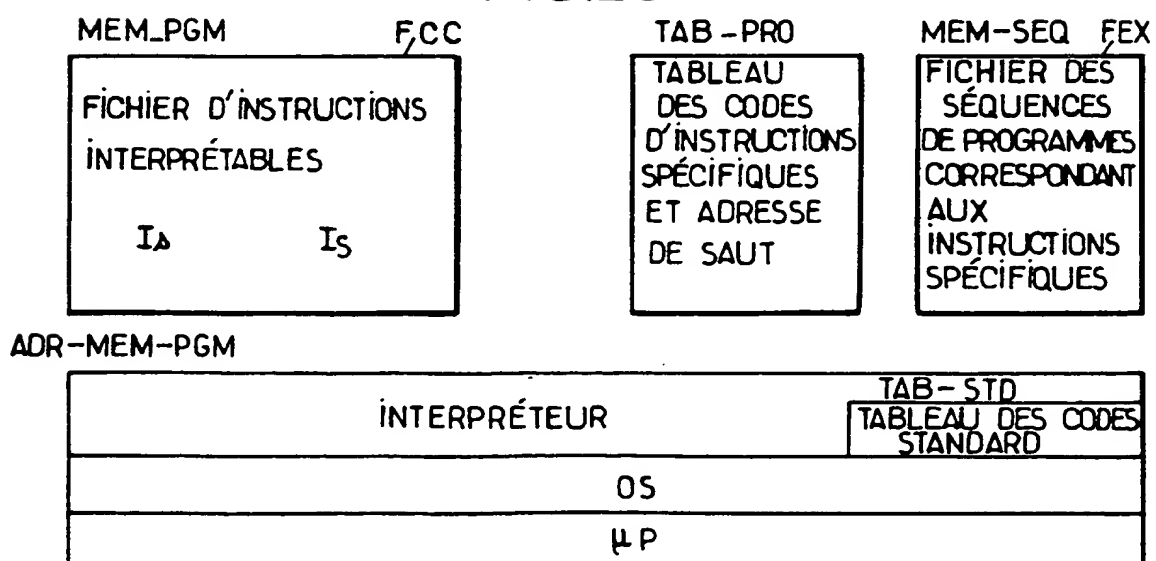 MEM_PGM
F,CC
FICHIER D'INSTRUCTIONS
INTERPRÉTABLES
Is
IS
TAB-PRO
TABLEAU
DES CODES
D'INSTRUCTIONS
SPÉCIFIQUES
ET ADRESSE
DE SAUT
MEM-SEQ
FEX
FICHIER DES
SÉQUENCES
DE PROGRAMMES
CORRESPONDANT
AUX
INSTRUCTIONS
SPÉCIFIQUES
ADR-MEM-PGM
INTERPRÉTEUR
TAB-STD
TABLEAU DES CODES
STANDARD
OS
µP